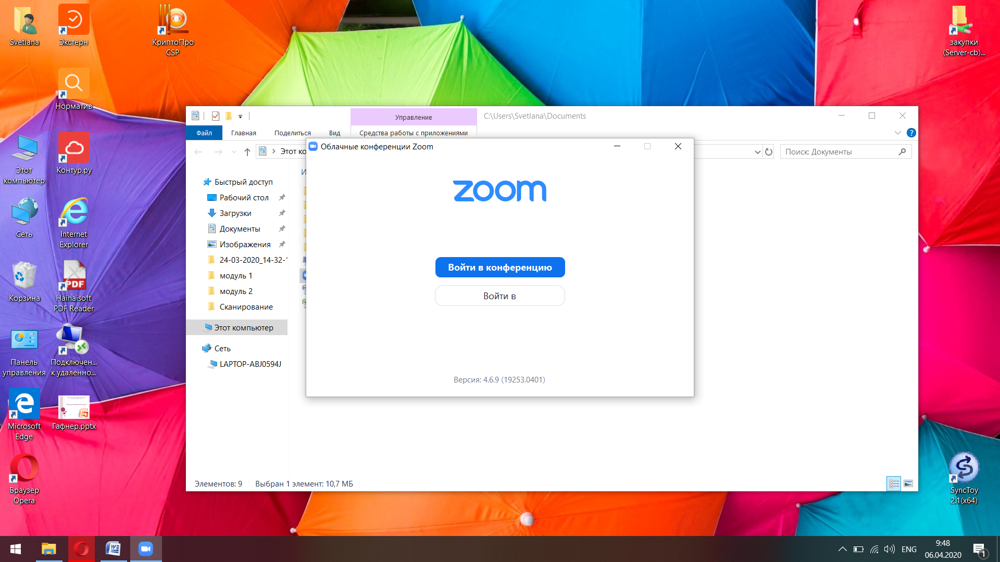 Svetlana
Экстерн
КриптоПро
CSP
закупки
(Server-cb)...
Норматив
Этот
компьютер
Контур.ру
Сеть
Internet
Explorer
Корзина
PDF
Haihaisoft
PDF Reader
Панель
управления
Подключен...
к удаленно...
Microsoft
Edge
Гафнер.pptx
Браузер
Opera
SyncToy
2.1(x64)
Управление
C:\Users\Svetlana\Documents
Файл
Главная
Поделиться
Вид
Средства работы с приложениями
Этот ко
Поиск: Документы
Быстрый доступ
Рабочий стол
Загрузки
Документы
Изображения
24-03-2020_14-32-1
модуль 1
модуль 2
Сканирование
Этот компьютер
Сеть
LAPTOP-ABJ0594J
И
Элементов: 9
Выбран 1 элемент: 10,7 МБ
Облачные конференции Zoom
zoom
Войти в конференцию
Войти в
Версия: 4.6.9 (19253.0401)
ENG
9:48
06.04.2020
1